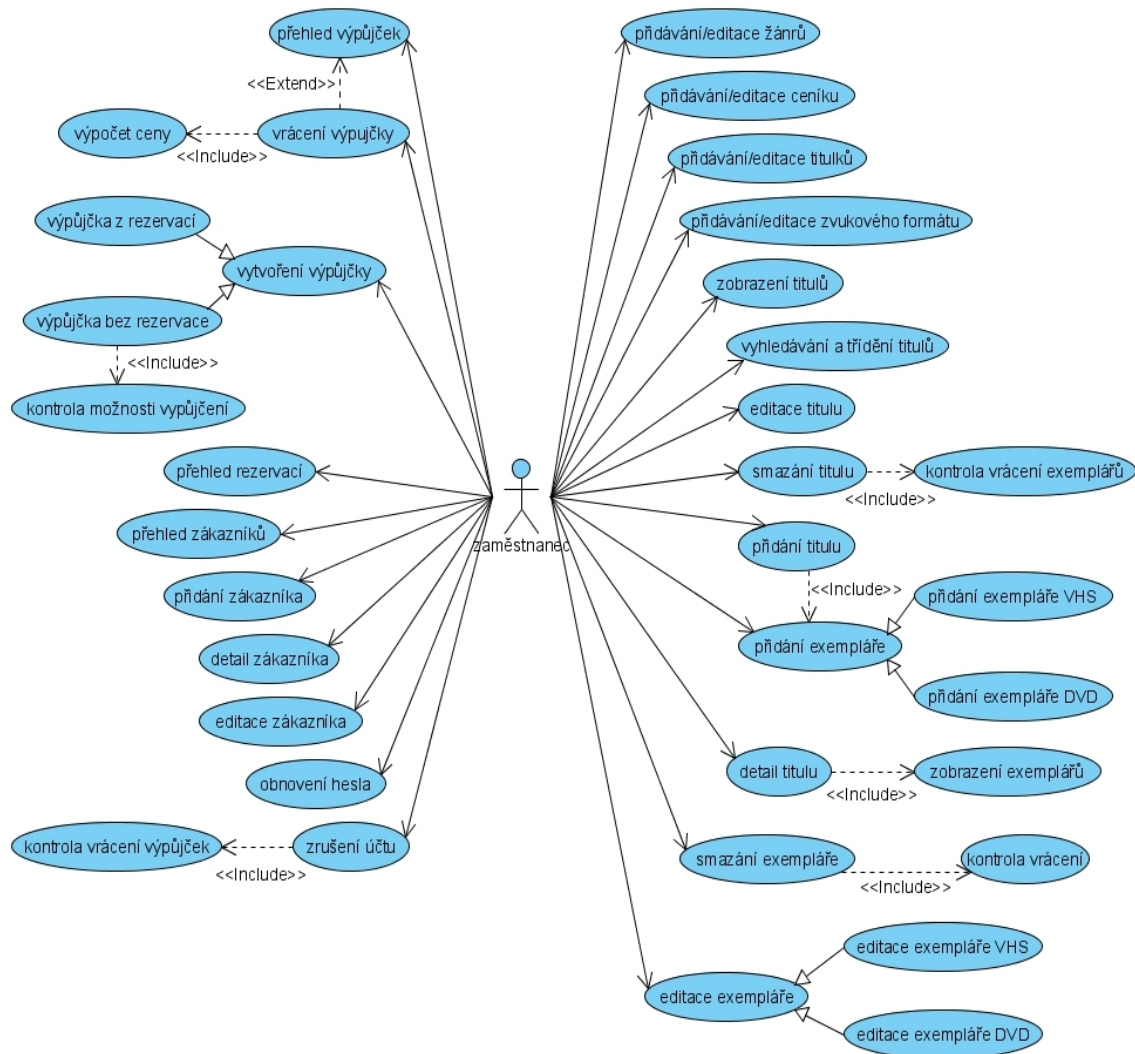 přehled výpůjček
přidávání/editace žánrů
<<Extend>>
přidávání/editace ceníku
výpočet ceny
vrácení výpujčky
<<Include>>
přidávání/editace titulků
výpůjčka z rezervací
přidávání/editace zvukového formátu
vytvoření výpůjčky
zobrazení titulů
výpůjčka bez rezervace
vyhledávání a třídění titulů
<<Include>>
kontrola možnosti vypůjčení
editace titulu
přehled rezervací
smazání titulu
kontrola vrácení exemplářů
<<Include>>
přehled zákazníků
zaměstnanec
přidání titulu
<<Include>>
přidání zákazníka
přidání exempláře VHS
detail zákazníka
přidání exempláře
přidání exempláře DVD
editace zákazníka
obnovení hesla
detail titulu
zobrazení exemplářů
<<Include>>
kontrola vrácení výpůjček
zrušení účtu
<<Include>>
smazání exempláře
kontrola vrácení
<<Include>>
editace exempláře VHS
editace exempláře
editace exempláře DVD